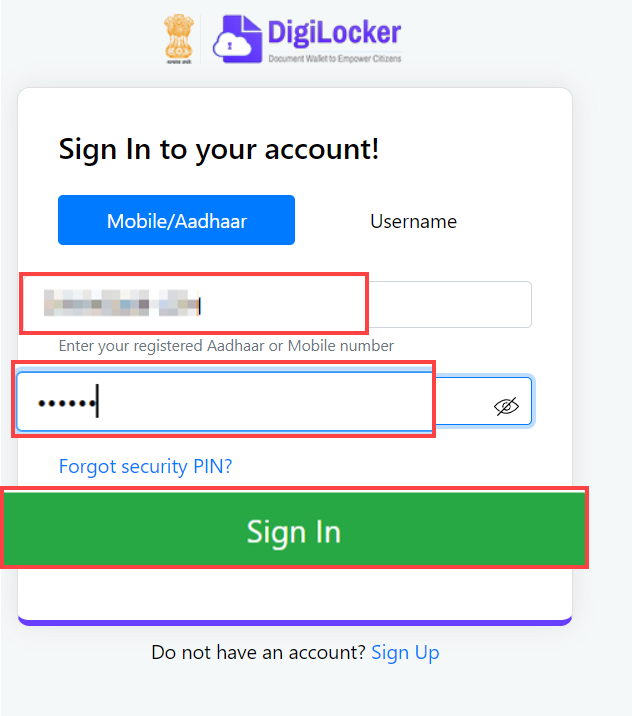 DigiLocker
Document Wallet to Empower Citizens
Sign In to your account!
Mobile/Aadhaar
Username
Enter your registered Aadhaar or Mobile number
••••••
Forgot security PIN?
Sign In
Do not have an account? Sign Up